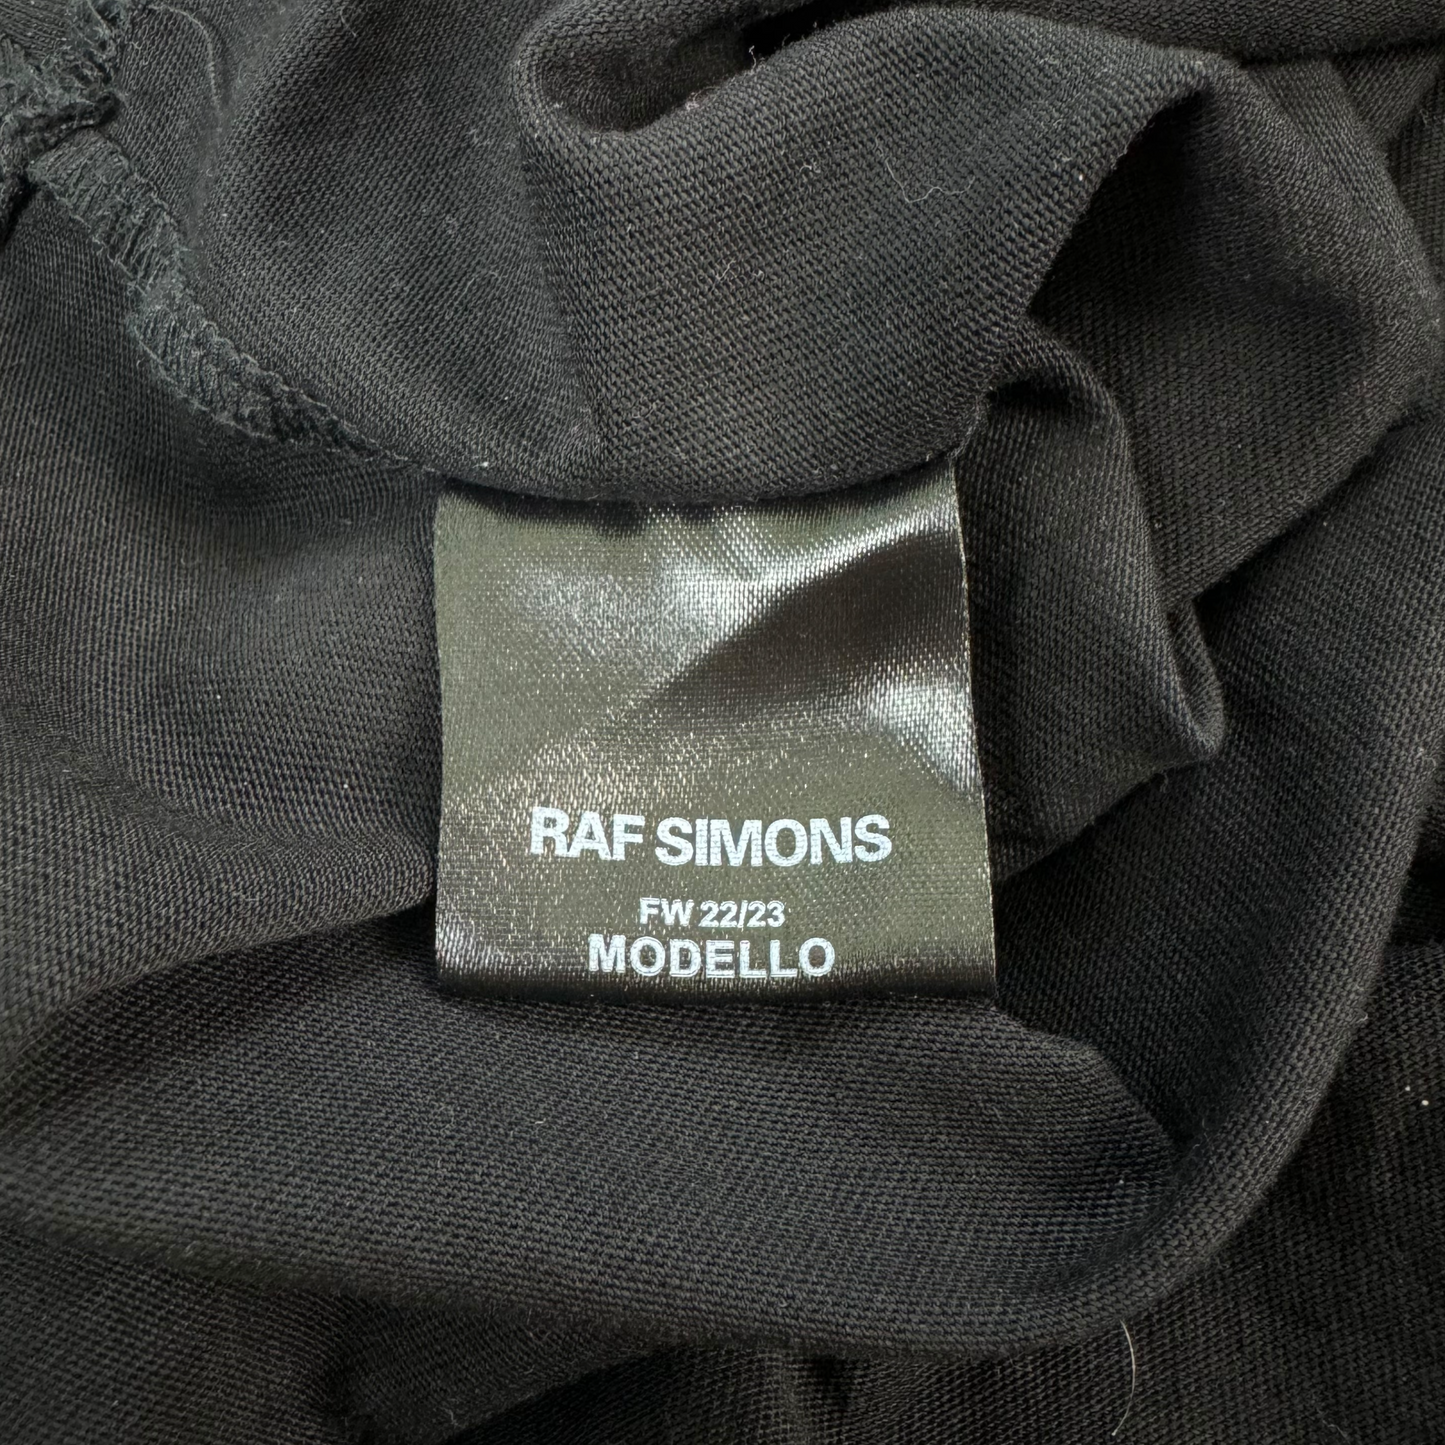 RAF SIMONS
FW 22/23
MODELLO